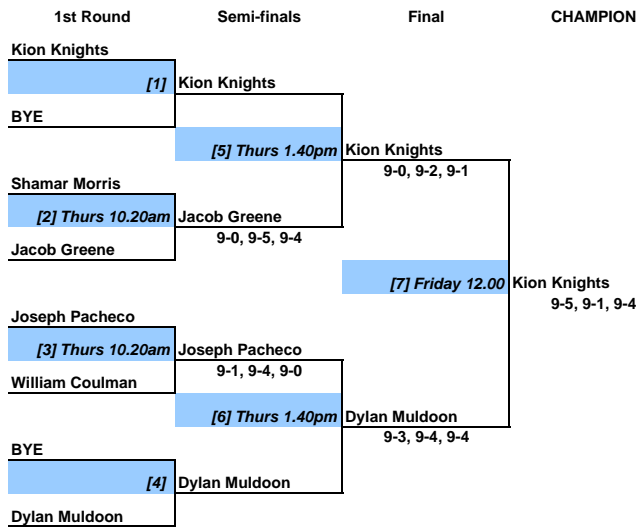 1st Round Semi-finals Final CHAMPION
Kion Knights
[1] Kion Knights
BYE
[5] Thurs 1.40pm Kion Knights
9-0, 9-2, 9-1
Shamar Morris
[2] Thurs 10.20am Jacob Greene
9-0, 9-5, 9-4
Jacob Greene
[7] Friday 12.00 Kion Knights
9-5, 9-1, 9-4
Joseph Pacheco
[3] Thurs 10.20am Joseph Pacheco
9-1, 9-4, 9-0
William Coulman
[6] Thurs 1.40pm Dylan Muldoon
9-3, 9-4, 9-4
BYE
[4] Dylan Muldoon
Dylan Muldoon